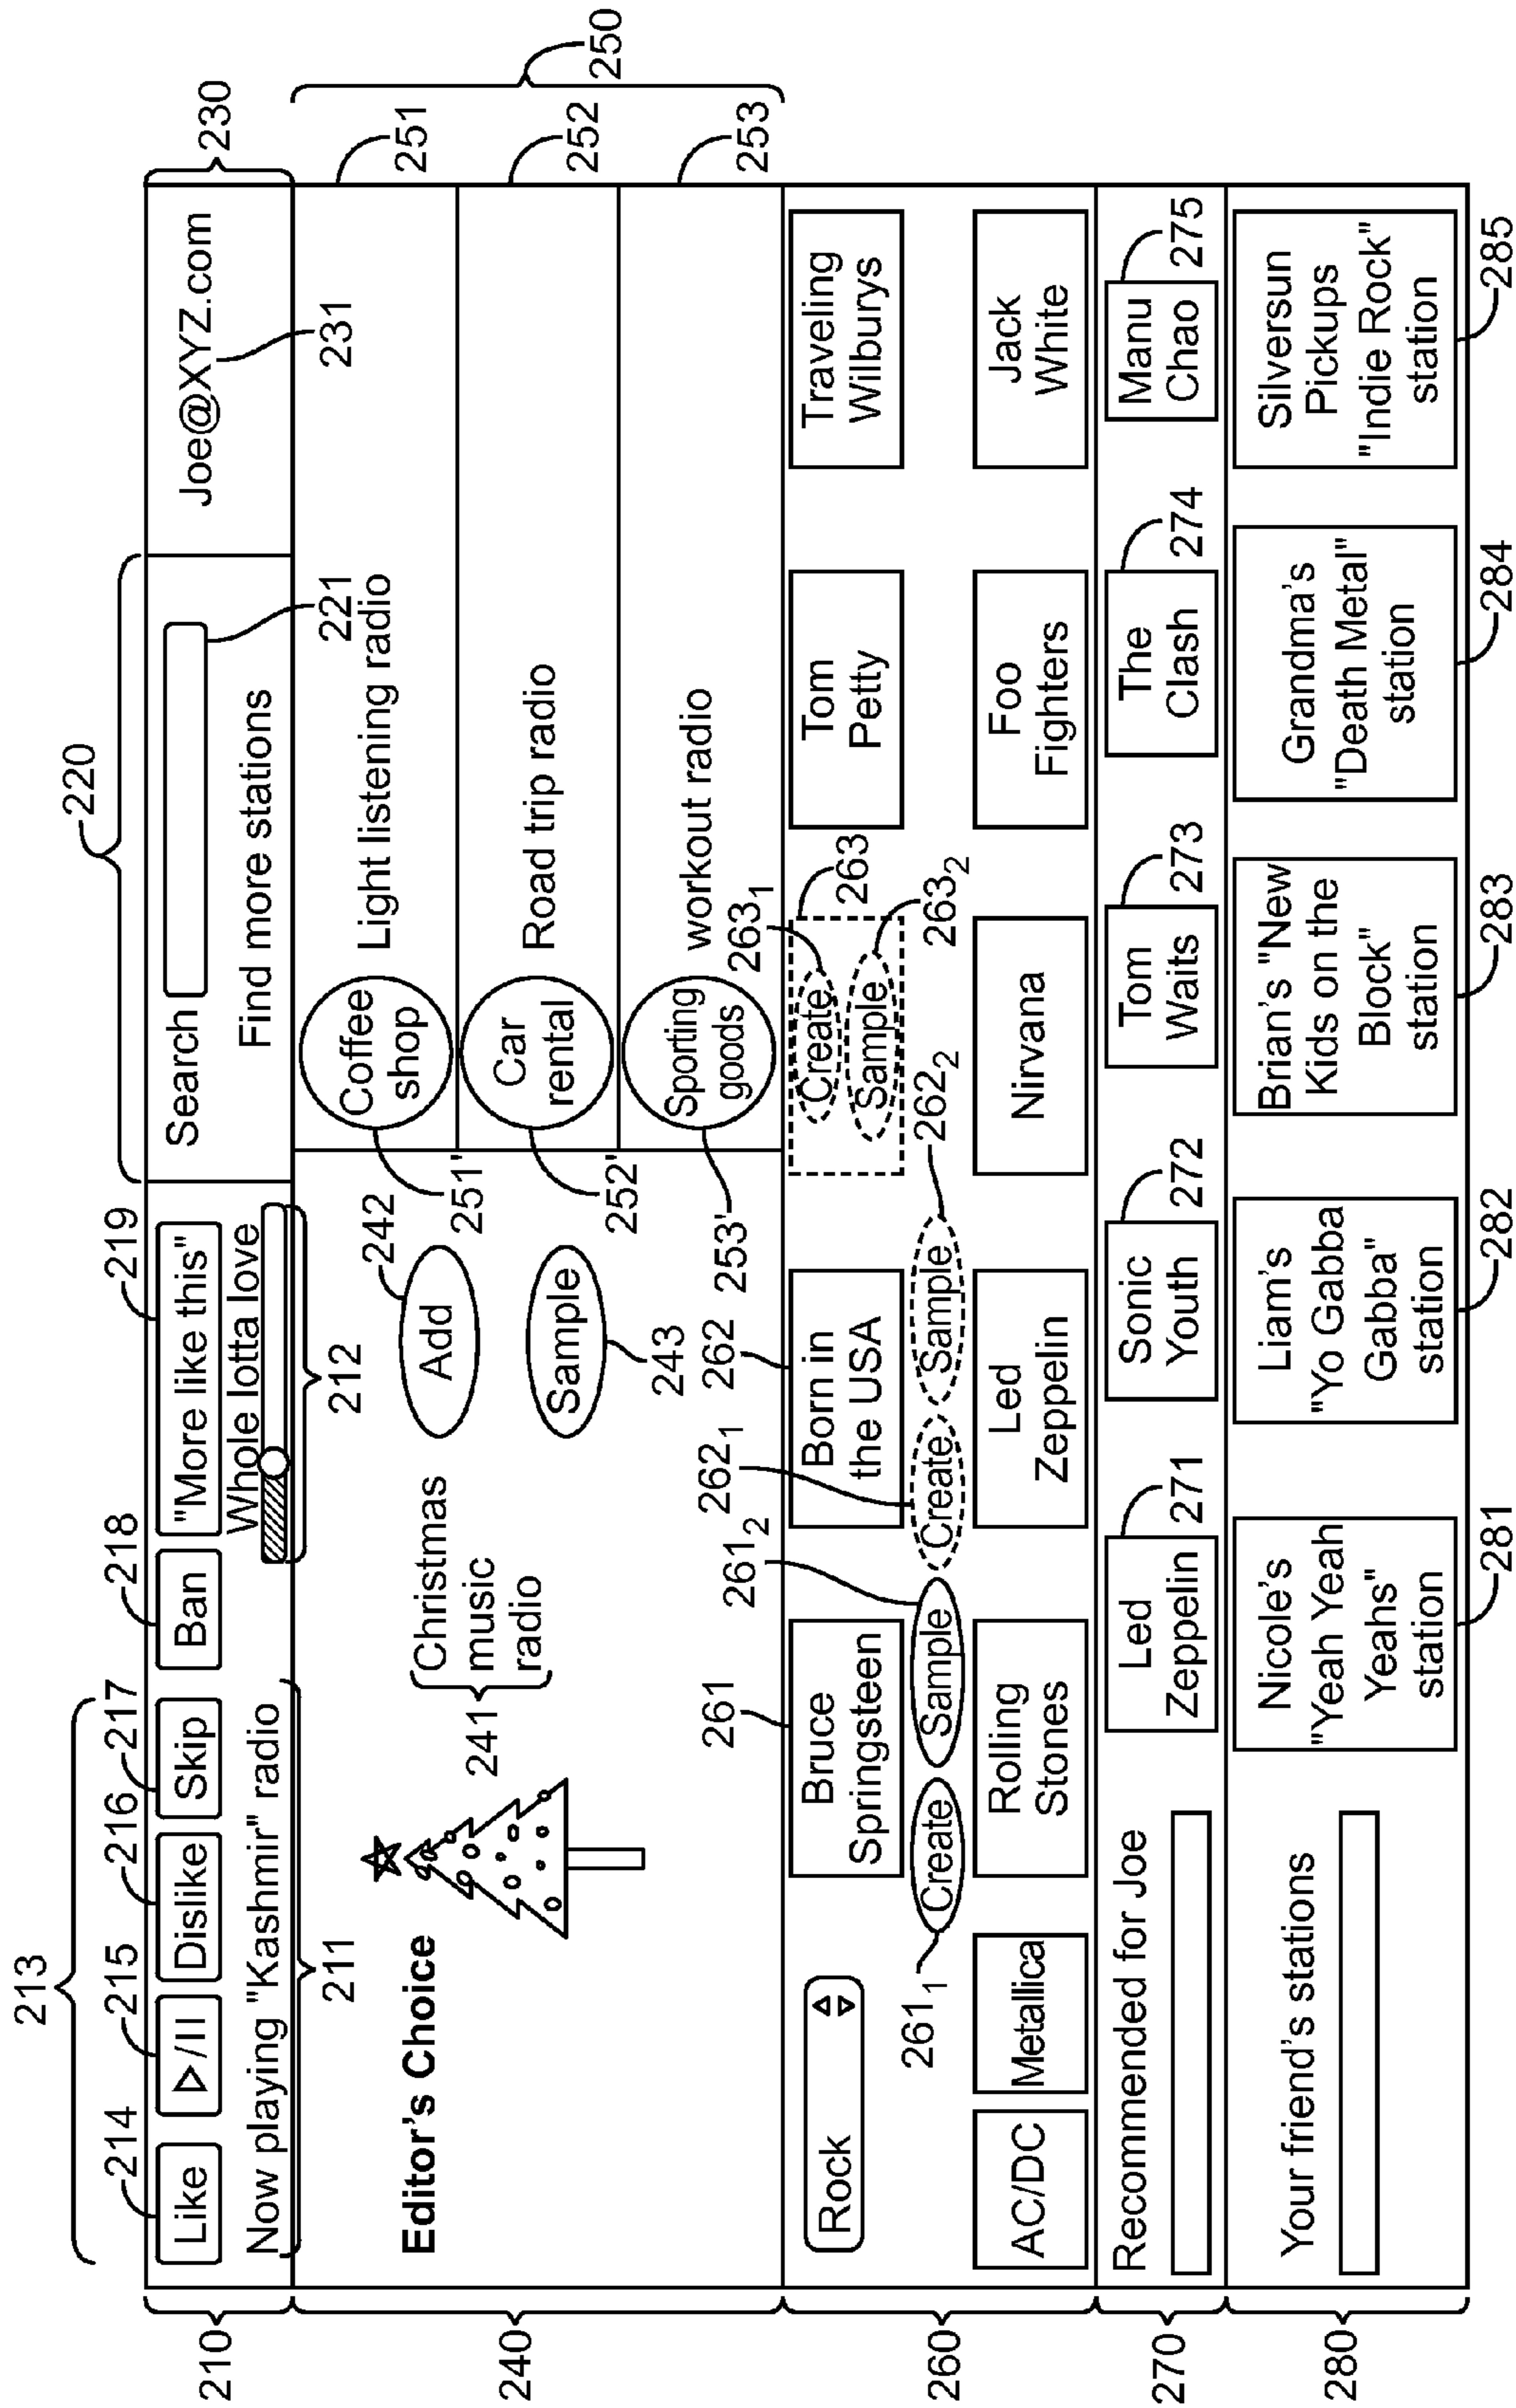 213
220
214
215
216
217
218
219
230
210
Like
▷/II
Dislike
Skip
Ban
"More like this"
Search
Joe@XYZ.com
Now playing "Kashmir" radio
Whole lotta love
Find more stations
211
212
221
231
250
240
Editor's Choice
241
Christmas
music
radio
242
Add
Sample
243
251"
Coffee
shop
Light listening radio
251
252"
Car
rental
Road trip radio
252
253'
Sporting
goods
workout radio
253
260
Rock
261
Bruce
Springsteen
262
Born in
the USA
263
Create
Sample
263₁
263₂
Tom
Petty
Traveling
Wilburys
261₁
Create
Sample
261₂
262₁
Create
Sample
262₂
AC/DC
Metallica
Rolling
Stones
Led
Zeppelin
Nirvana
Foo
Fighters
Jack
White
270
Recommended for Joe
Led
Zeppelin
271
Sonic
Youth
272
Tom
Waits
273
The
Clash
274
Manu
Chao
275
280
Your friend's stations
Nicole's
"Yeah Yeah
Yeahs"
station
281
Liam's
"Yo Gabba
Gabba"
station
282
Brian's "New
Kids on the
Block"
station
283
Grandma's
"Death Metal"
station
284
Silversun
Pickups
"Indie Rock"
station
285